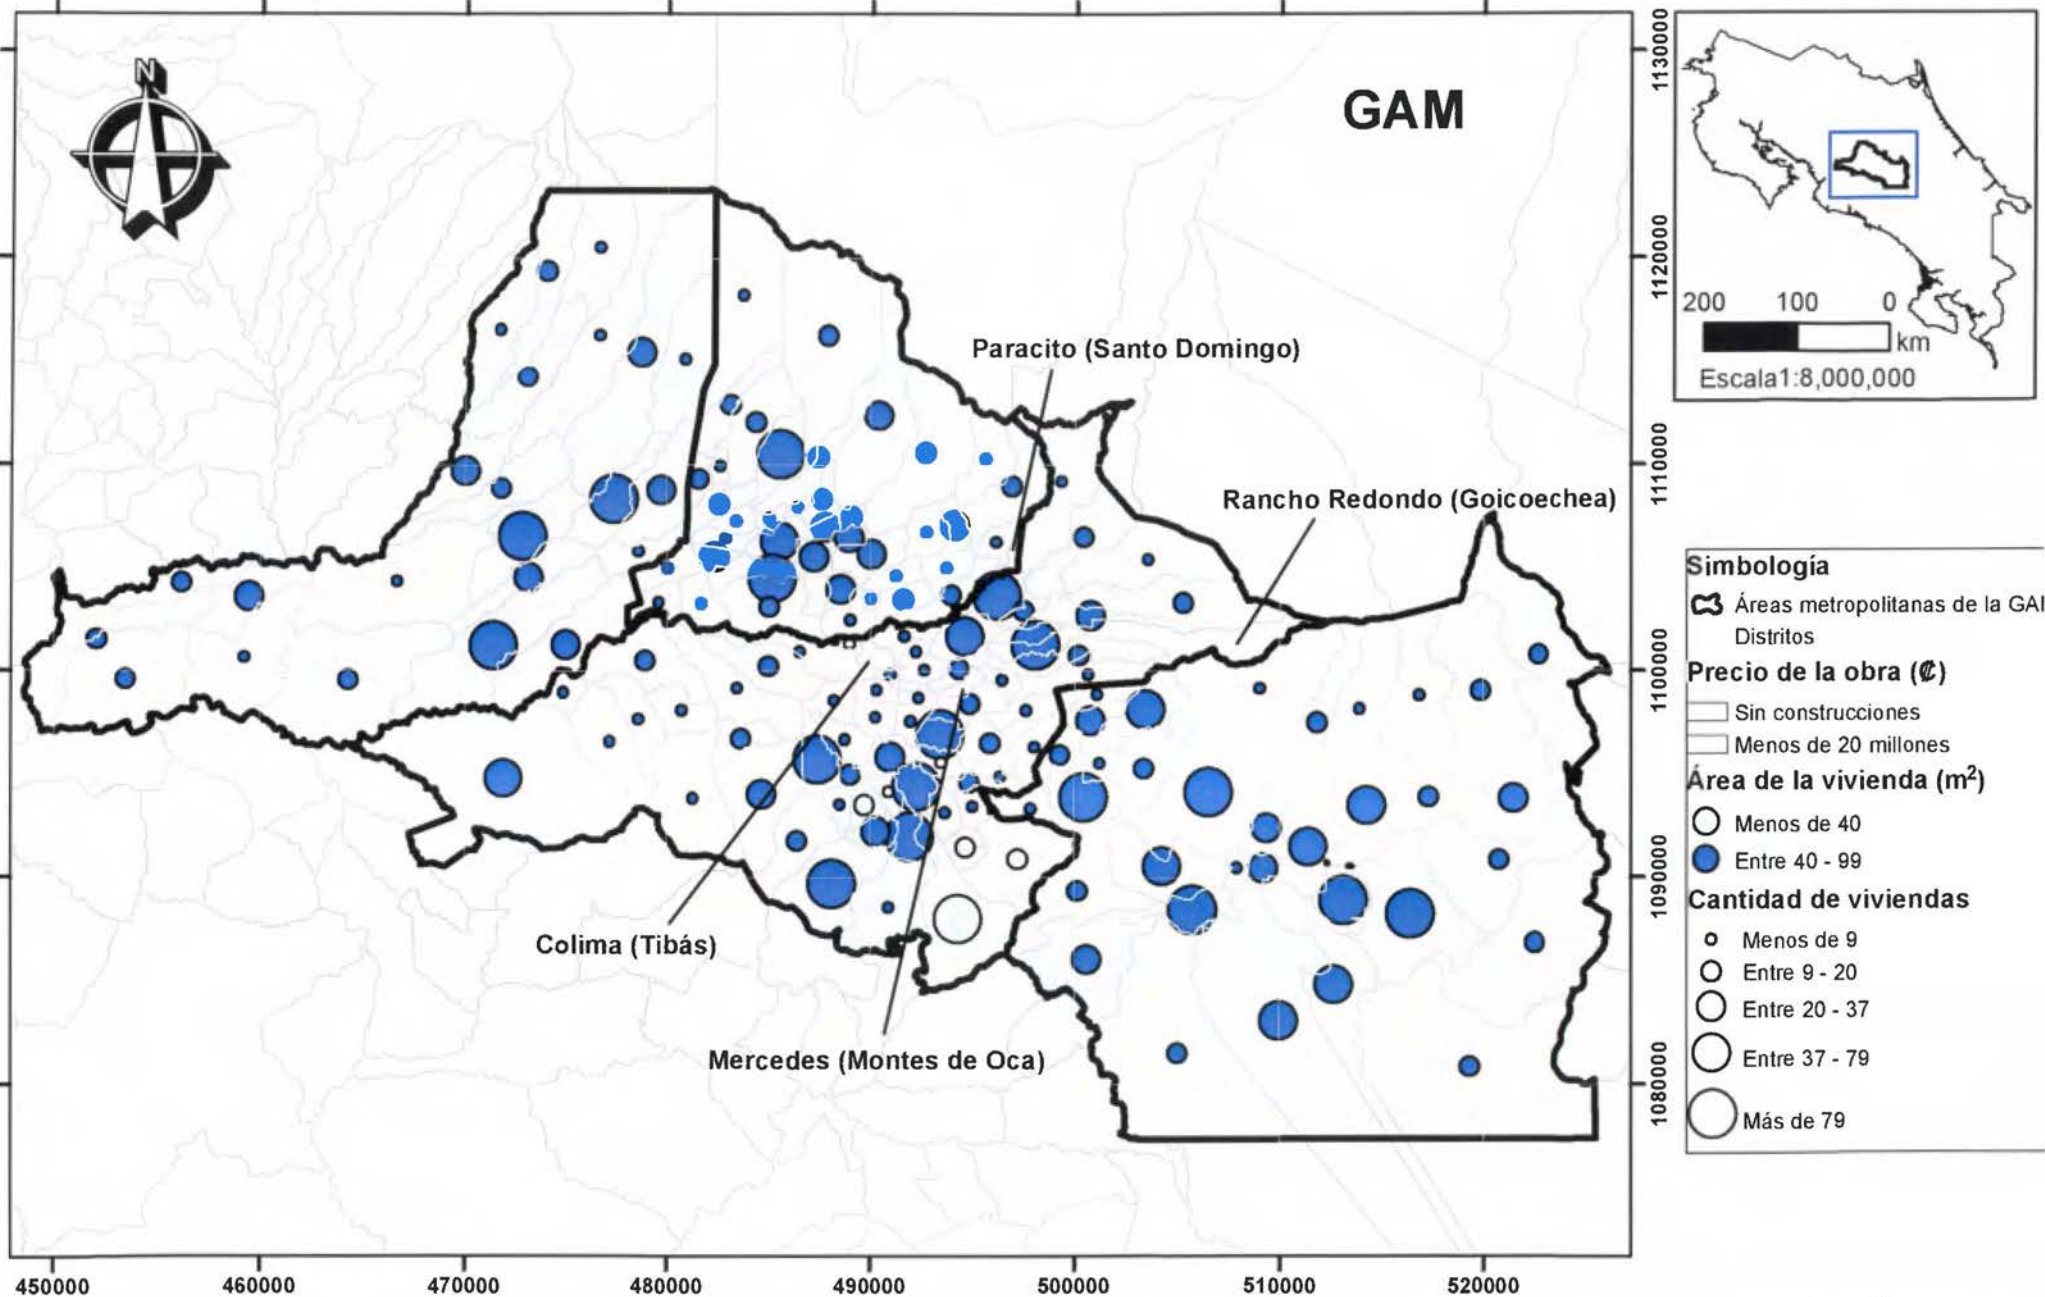 N
GAM
Paracito (Santo Domingo)
Rancho Redondo (Goicoechea)
Colima (Tibás)
Mercedes (Montes de Oca)
450000
460000
470000
480000
490000
500000
510000
520000
1130000
1120000
1110000
1100000
1090000
1080000
200 100 0
km
Escala1:8,000,000
Simbología
Áreas metropolitanas de la GAI
Distritos
Precio de la obra (₡)
Sin construcciones
Menos de 20 millones
Área de la vivienda (m²)
Menos de 40
Entre 40 - 99
Cantidad de viviendas
Menos de 9
Entre 9 - 20
Entre 20 - 37
Entre 37 - 79
Más de 79